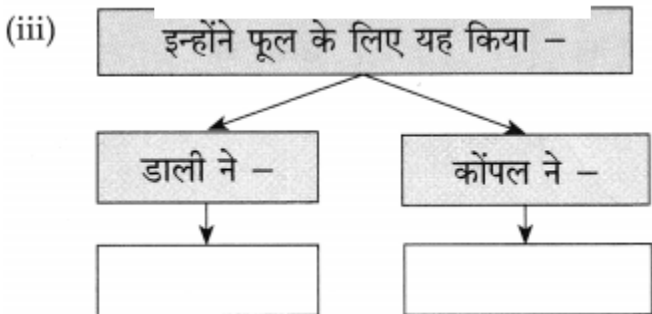 (iii) इन्होंने फूल के लिए यह किया –
डाली ने – कोंपल ने –